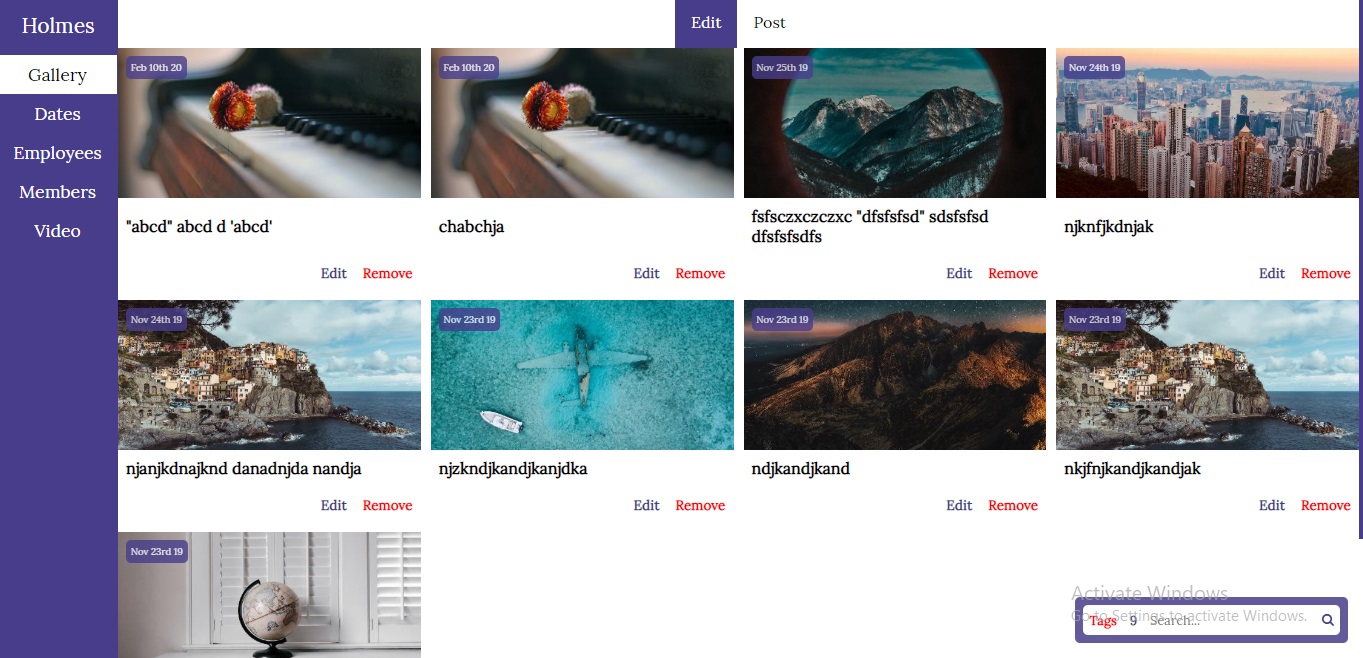 Holmes
Edit Post
Gallery
Dates
Employees
Members
Video
Feb 10th 20
Feb 10th 20
Nov 25th 19
Nov 24th 19
"abcd" abcd d 'abcd'
chabchja
fsfsczxczczxc "dfsfsfsd" sdsfsfsd
dfsfsfsdfs
njknfjkdnjak
Edit Remove
Edit Remove
Edit Remove
Edit Remove
Nov 24th 19
Nov 23rd 19
Nov 23rd 19
Nov 23rd 19
njanjkdnajknd danadnjda nandja
njzkndjkandjkanjdka
ndjkandjkand
nkjfnjkandjkandjak
Edit Remove
Edit Remove
Edit Remove
Edit Remove
Nov 23rd 19
Activate Windows
Go to Settings to activate Windows.
Tags 9 Search...